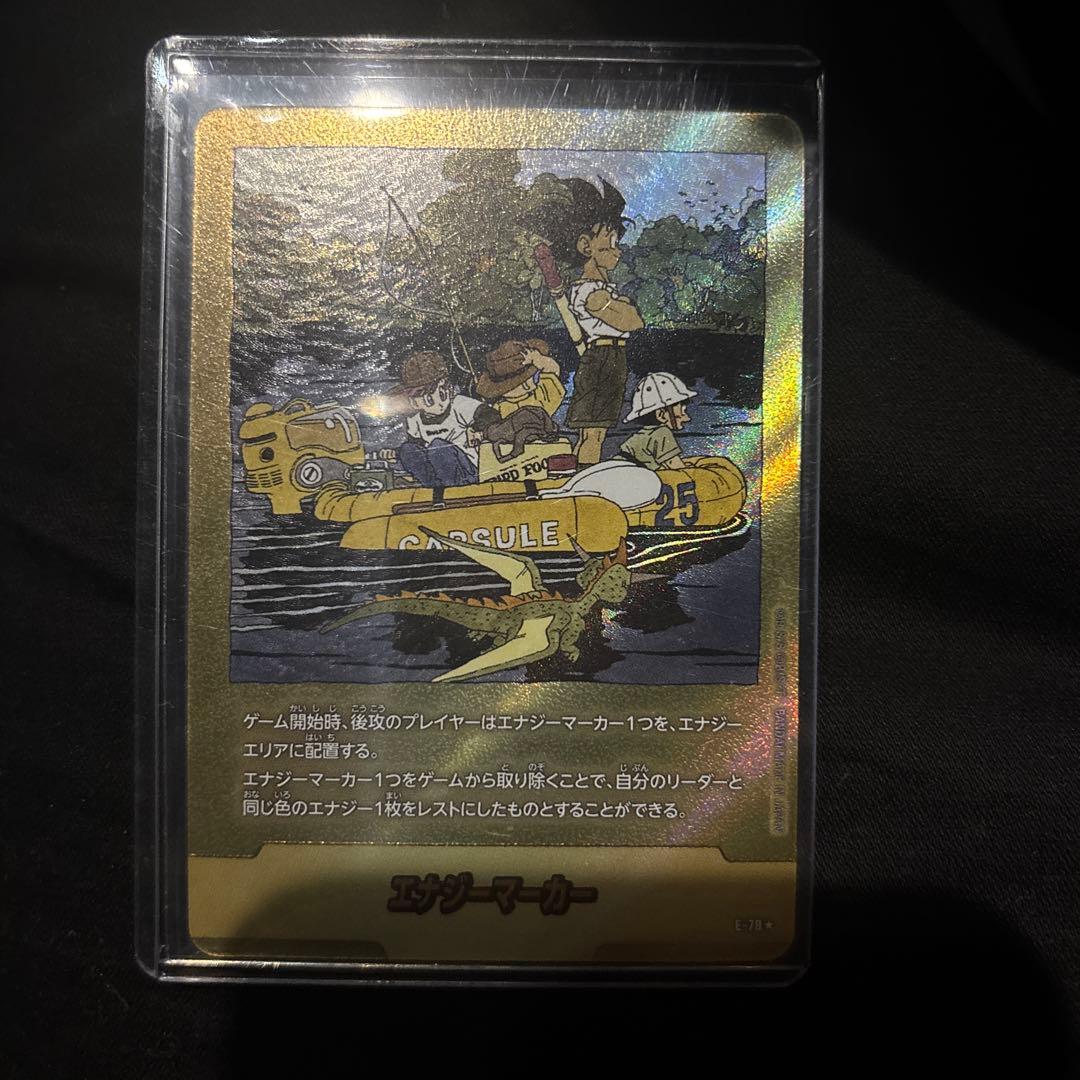 RD FOO
25
CAPSULE
ゲーム開始時、後攻のプレイヤーはエナジーマーカー1つを、エナジー
エリアに配置する。
エナジーマーカー1つをゲームから取り除くことで、自分のリーダーと
同じ色のエナジー1枚をレストにしたものとすることができる。
エナジーマーカー
E-78★